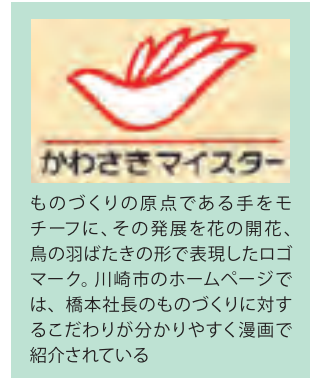 かわさきマイスター
ものづくりの原点である手をモ
チーフに、その発展を花の開花、
鳥の羽ばたきの形で表現したロゴ
マーク。川崎市のホームページで
は、橋本社長のものづくりに対す
るこだわりが分かりやすく漫画で
紹介されている